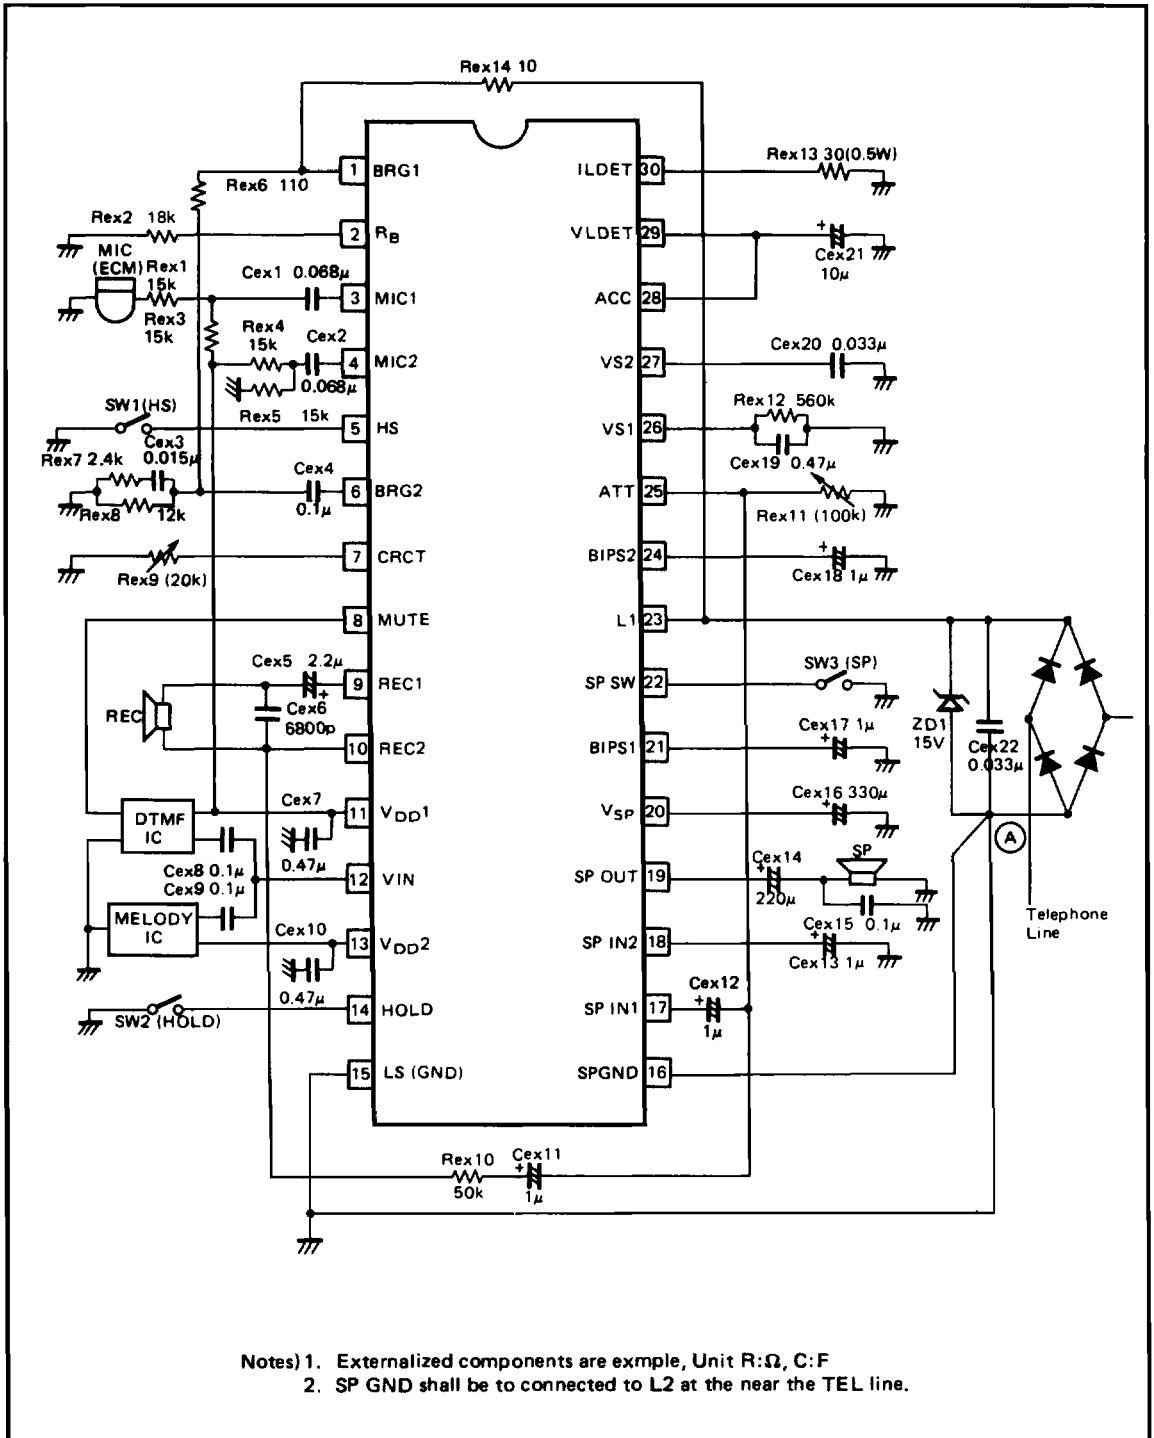 Rex14 10
1 BRG1
Rex6 110
Rex2 18k
2 RB
MIC
(ECM)
Rex1
15k
Rex3
15k
Cex1 0.068μ
3 MIC1
Rex4
15k
Cex2
4 MIC2
0.068μ
Rex5 15k
SW1(HS)
5 HS
Cex3
0.015μ
Rex7 2.4k
Cex4
6 BRG2
0.1μ
Rex8 12k
7 CRCT
Rex9 (20k)
8 MUTE
Cex5 2.2μ
+
9 REC1
REC
Cex6
6800p
10 REC2
DTMF
IC
Cex7
11 VDD1
0.47μ
Cex8 0.1μ
Cex9 0.1μ
12 VIN
MELODY
IC
Cex10
13 VDD2
0.47μ
14 HOLD
SW2 (HOLD)
15 LS (GND)
ILDET 30
Rex13 30(0.5W)
VLDET 29
+
Cex21
10μ
ACC 28
VS2 27
Cex20 0.033μ
Rex12 560k
VS1 26
Cex19 0.47μ
ATT 25
Rex11 (100k)
BIPS2 24
+
Cex18 1μ
L1 23
SP SW 22
SW3 (SP)
BIPS1 21
Cex17 1μ
+
VSP 20
Cex16 330μ
+
SP OUT 19
Cex14
+
220μ
SP
Cex15 0.1μ
SP IN2 18
+
Cex13 1μ
SP IN1 17
Cex12
+
1μ
SPGND 16
ZD1
15V
Cex22
0.033μ
A
Telephone
Line
Rex10
50k
Cex11
+
1μ
Notes) 1. Externalized components are exmple, Unit R:Ω, C:F
2. SP GND shall be to connected to L2 at the near the TEL line.